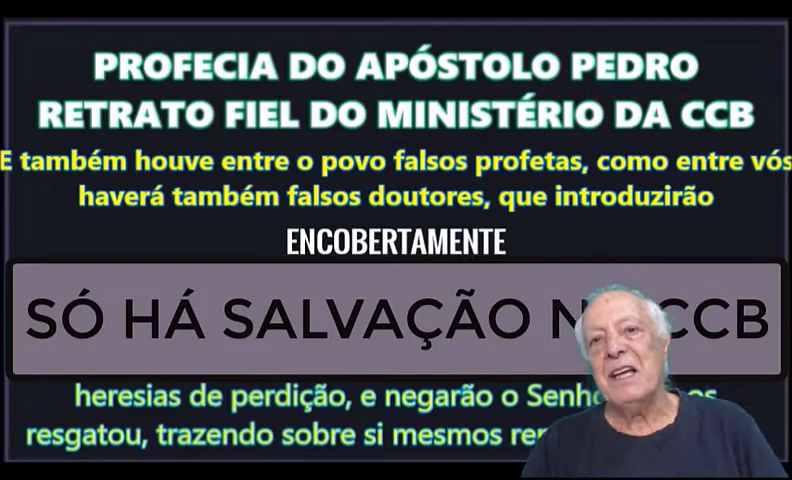 PROFECIA DO APÓSTOLO PEDRO
RETRATO FIEL DO MINISTÉRIO DA CCB
E também houve entre o povo falsos profetas, como entre vós
haverá também falsos doutores, que introduzirão
ENCOBERTAMENTE
SÓ HÁ SALVAÇÃO CCB
heresias de perdição, e negarão o
resgatou, trazendo sobre si mesmos